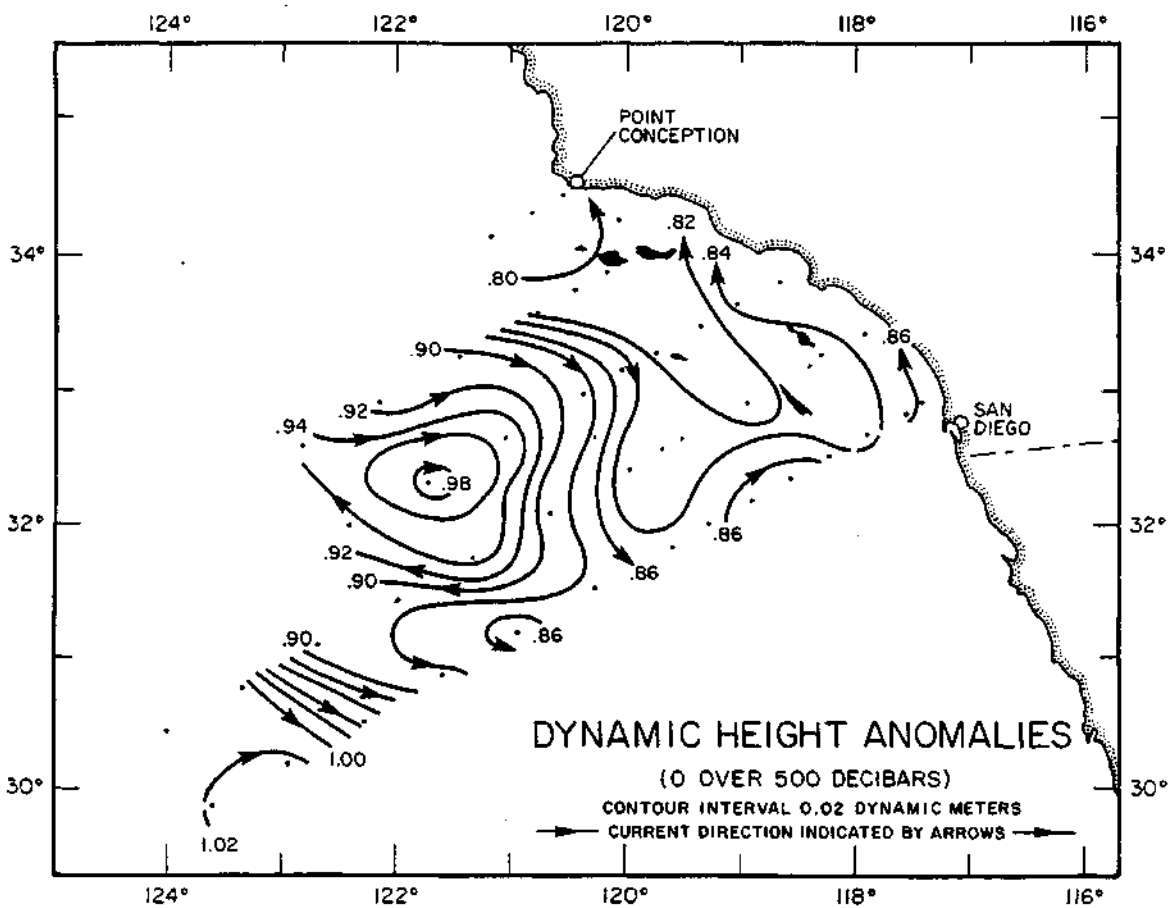 124° 122° 120° 118° 116°
POINT
CONCEPTION
.82
34° .80 .84 34°
.90 .86
.92
.94 SAN
DIEGO
.98
32° .86 32°
.92 .86
.90
.86
.90
DYNAMIC HEIGHT ANOMALIES
1.00
(0 OVER 500 DECIBARS)
30° 30°
CONTOUR INTERVAL 0.02 DYNAMIC METERS
CURRENT DIRECTION INDICATED BY ARROWS
1.02
124° 122° 120° 118° 116°